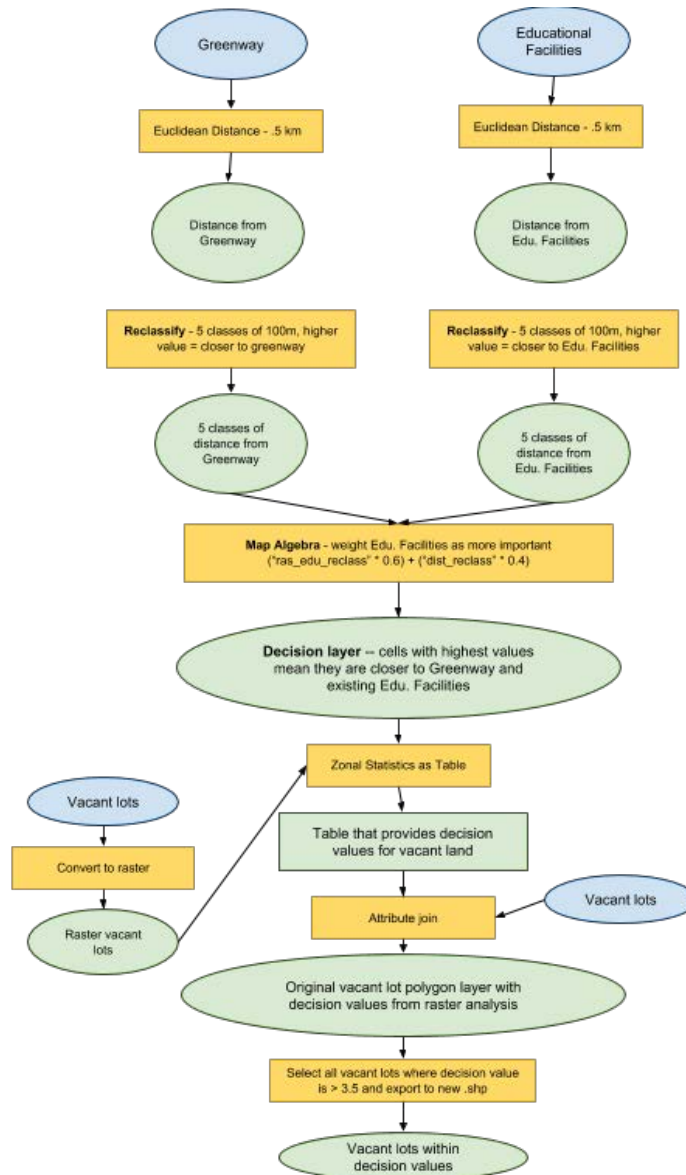 Greenway
Educational
Facilities
Euclidean Distance - .5 km
Euclidean Distance - .5 km
Distance from
Greenway
Distance from
Edu. Facilities
Reclassify - 5 classes of 100m, higher
value = closer to greenway
Reclassify - 5 classes of 100m, higher
value = closer to Edu. Facilities
5 classes of
distance from
Greenway
5 classes of
distance from
Edu. Facilities
Map Algebra - weight Edu. Facilities as more important
("ras_edu_reclass" * 0.6) + ("dist_reclass" * 0.4)
Decision layer -- cells with highest values
mean they are closer to Greenway and
existing Edu. Facilities
Zonal Statistics as Table
Vacant lots
Table that provides decision
values for vacant land
Convert to raster
Vacant lots
Attribute join
Raster vacant
lots
Original vacant lot polygon layer with
decision values from raster analysis
Select all vacant lots where decision value
is > 3.5 and export to new .shp
Vacant lots within
decision values